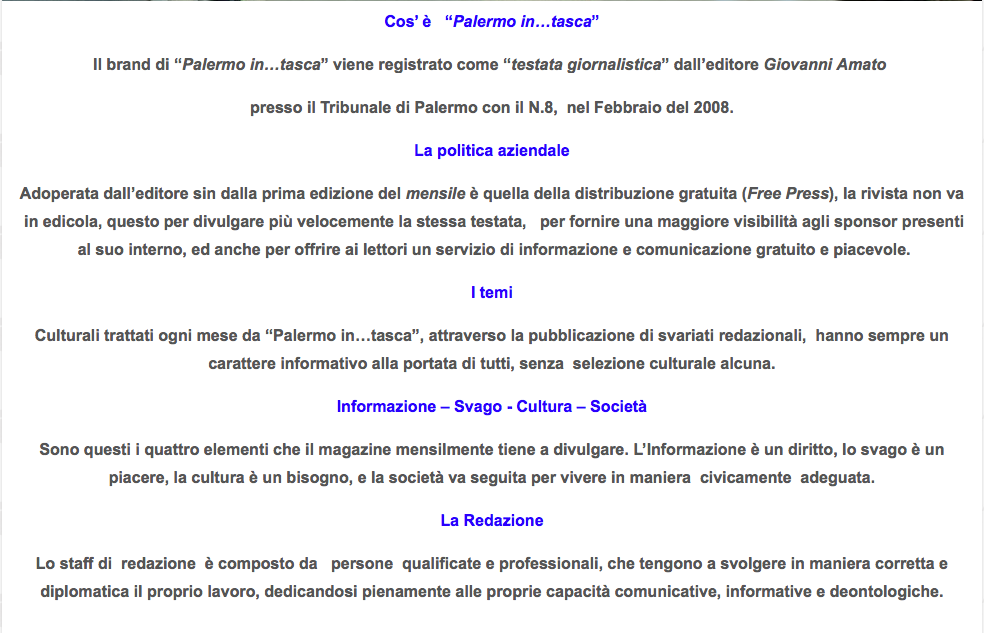 Cos’ è “Palermo in…tasca”
Il brand di “Palermo in…tasca” viene registrato come “testata giornalistica” dall’editore Giovanni Amato
presso il Tribunale di Palermo con il N.8, nel Febbraio del 2008.
La politica aziendale
Adoperata dall’editore sin dalla prima edizione del mensile è quella della distribuzione gratuita (Free Press), la rivista non va
in edicola, questo per divulgare più velocemente la stessa testata, per fornire una maggiore visibilità agli sponsor presenti
al suo interno, ed anche per offrire ai lettori un servizio di informazione e comunicazione gratuito e piacevole.
I temi
Culturali trattati ogni mese da “Palermo in…tasca”, attraverso la pubblicazione di svariati redazionali, hanno sempre un
carattere informativo alla portata di tutti, senza selezione culturale alcuna.
Informazione – Svago - Cultura – Società
Sono questi i quattro elementi che il magazine mensilmente tiene a divulgare. L’Informazione è un diritto, lo svago è un
piacere, la cultura è un bisogno, e la società va seguita per vivere in maniera civicamente adeguata.
La Redazione
Lo staff di redazione è composto da persone qualificate e professionali, che tengono a svolgere in maniera corretta e
diplomatica il proprio lavoro, dedicandosi pienamente alle proprie capacità comunicative, informative e deontologiche.